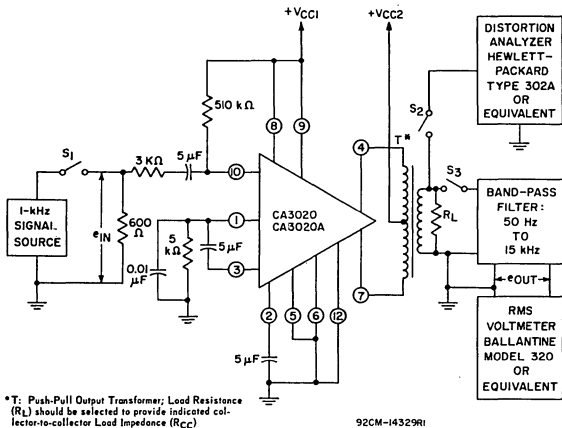 +VCC1
+VCC2
DISTORTION
ANALYZER
HEWLETT-
PACKARD
TYPE 302A
OR
EQUIVALENT
510 kΩ
8
9
4
T*
S2
S1
3 KΩ
5 μF
10
S3
1-kHz
SIGNAL
SOURCE
eIN
600
Ω
1
5
kΩ
5μF
0.01
μF
3
CA3020
CA3020A
RL
BAND-PASS
FILTER:
50 Hz
TO
15 kHz
7
2
5
6
12
5μF
eOUT
RMS
VOLTMETER
BALLANTINE
MODEL 320
OR
EQUIVALENT
*T: Push-Pull Output Transformer; Load Resistance
(RL) should be selected to provide indicated col-
lector-to-collector Load Impedance (RCC)
92CM-14329RI